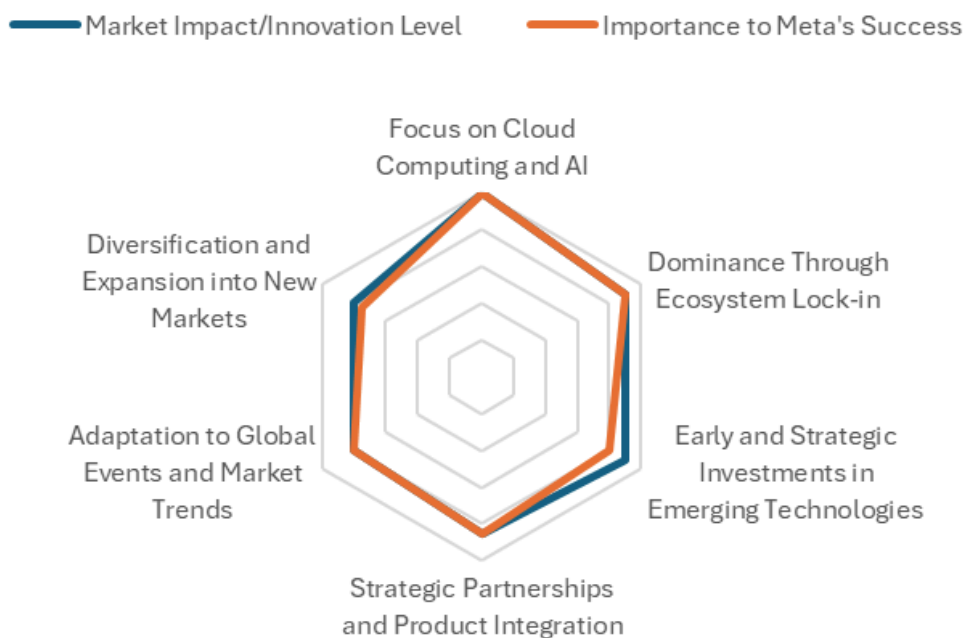 Market Impact/Innovation Level
Importance to Meta's Success
Focus on Cloud
Computing and AI
Dominance Through
Ecosystem Lock-in
Early and Strategic
Investments in
Emerging Technologies
Strategic Partnerships
and Product Integration
Adaptation to Global
Events and Market
Trends
Diversification and
Expansion into New
Markets